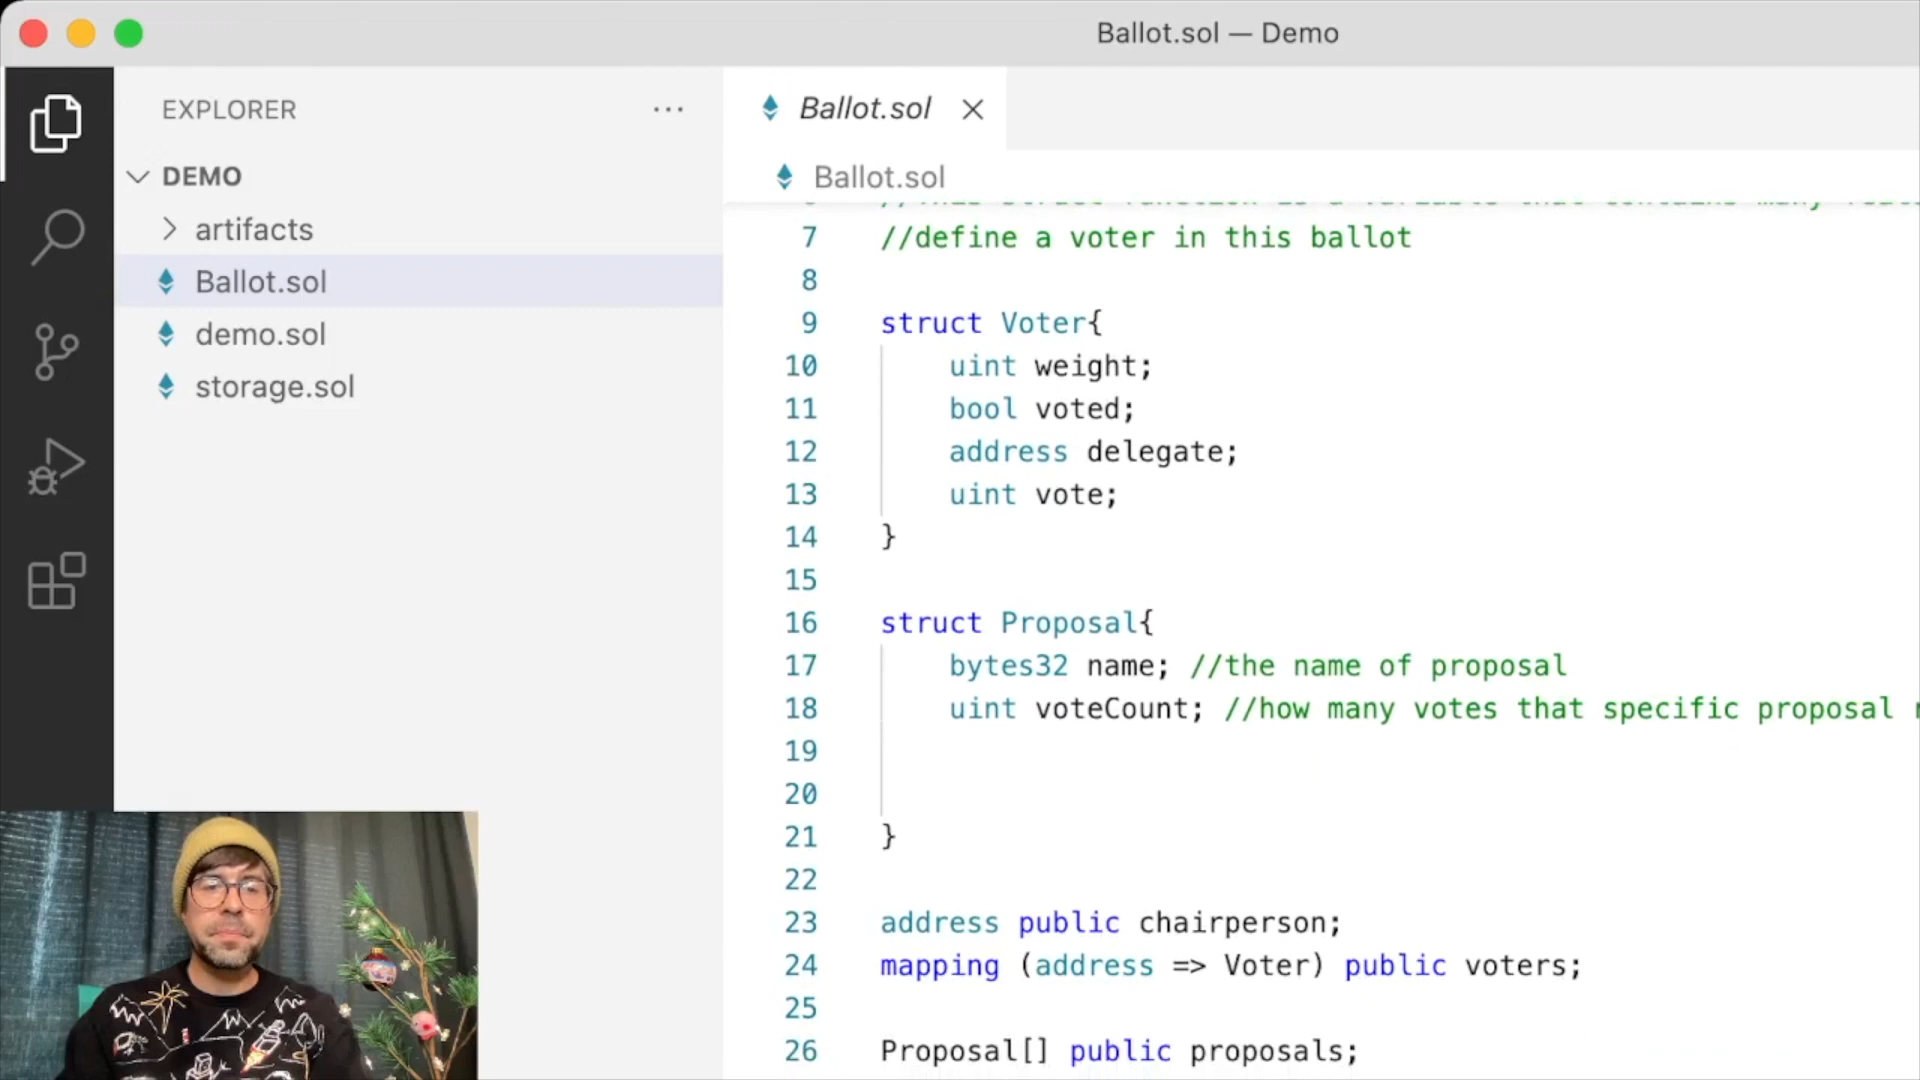 Ballot.sol — Demo
EXPLORER
DEMO
artifacts
Ballot.sol
demo.sol
storage.sol
Ballot.sol
Ballot.sol
7 //define a voter in this ballot
8
9 struct Voter{
10 uint weight;
11 bool voted;
12 address delegate;
13 uint vote;
14 }
15
16 struct Proposal{
17 bytes32 name; //the name of proposal
18 uint voteCount; //how many votes that specific proposal
19
20
21 }
22
23 address public chairperson;
24 mapping (address => Voter) public voters;
25
26 Proposal[] public proposals;